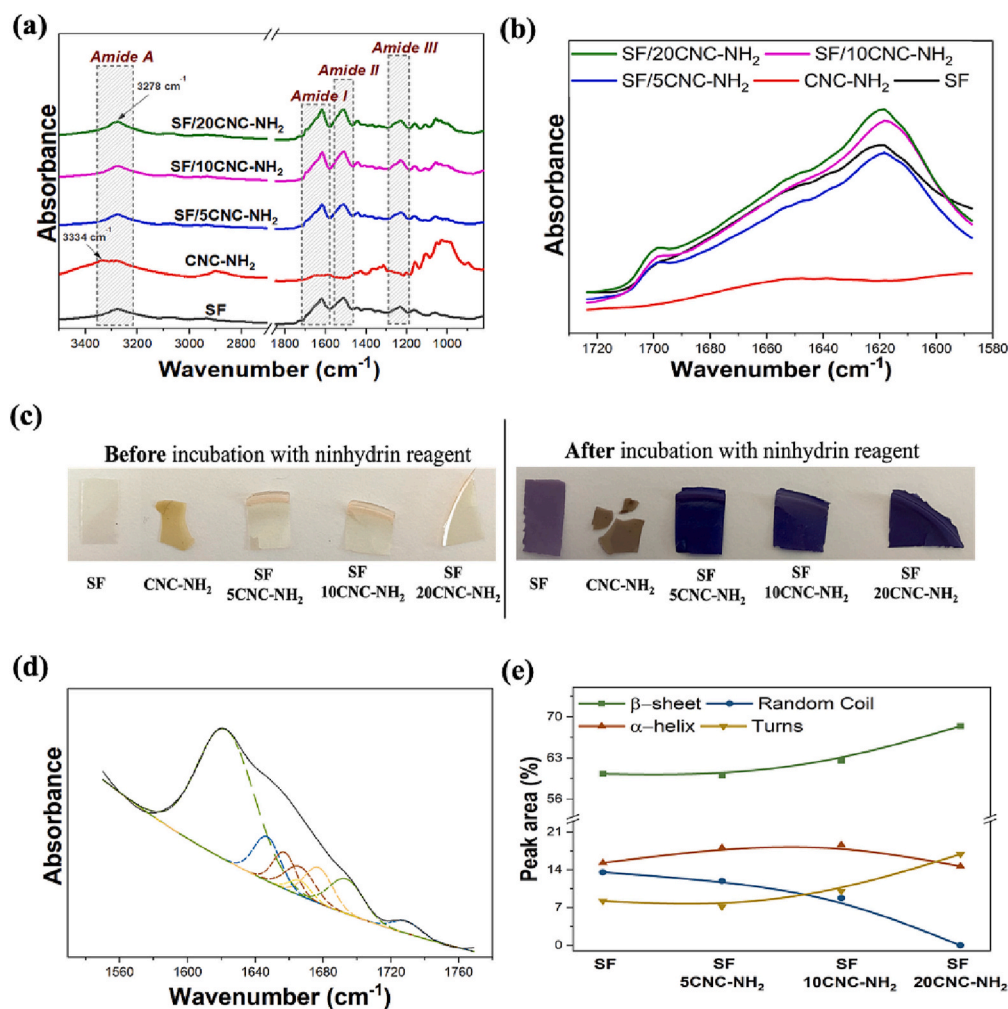 (a)
Absorbance
Amide A
Amide I
Amide II
Amide III
3278 cm⁻¹
3334 cm⁻¹
SF/20CNC-NH₂
SF/10CNC-NH₂
SF/5CNC-NH₂
CNC-NH₂
SF
3400 3200 3000 2800 1800 1600 1400 1200 1000
Wavenumber (cm⁻¹)
(b)
Absorbance
SF/20CNC-NH₂ SF/10CNC-NH₂
SF/5CNC-NH₂ CNC-NH₂ SF
1720 1700 1680 1660 1640 1620 1600 1580
Wavenumber (cm⁻¹)
(c)
Before incubation with ninhydrin reagent
SF
CNC-NH₂
SF
5CNC-NH₂
SF
10CNC-NH₂
SF
20CNC-NH₂
After incubation with ninhydrin reagent
SF
CNC-NH₂
SF
5CNC-NH₂
SF
10CNC-NH₂
SF
20CNC-NH₂
(d)
Absorbance
1560 1600 1640 1680 1720 1760
Wavenumber (cm⁻¹)
(e)
Peak area (%)
β–sheet Random Coil
α–helix Turns
70
63
56
21
14
7
0
SF
SF
5CNC-NH₂
SF
10CNC-NH₂
SF
20CNC-NH₂